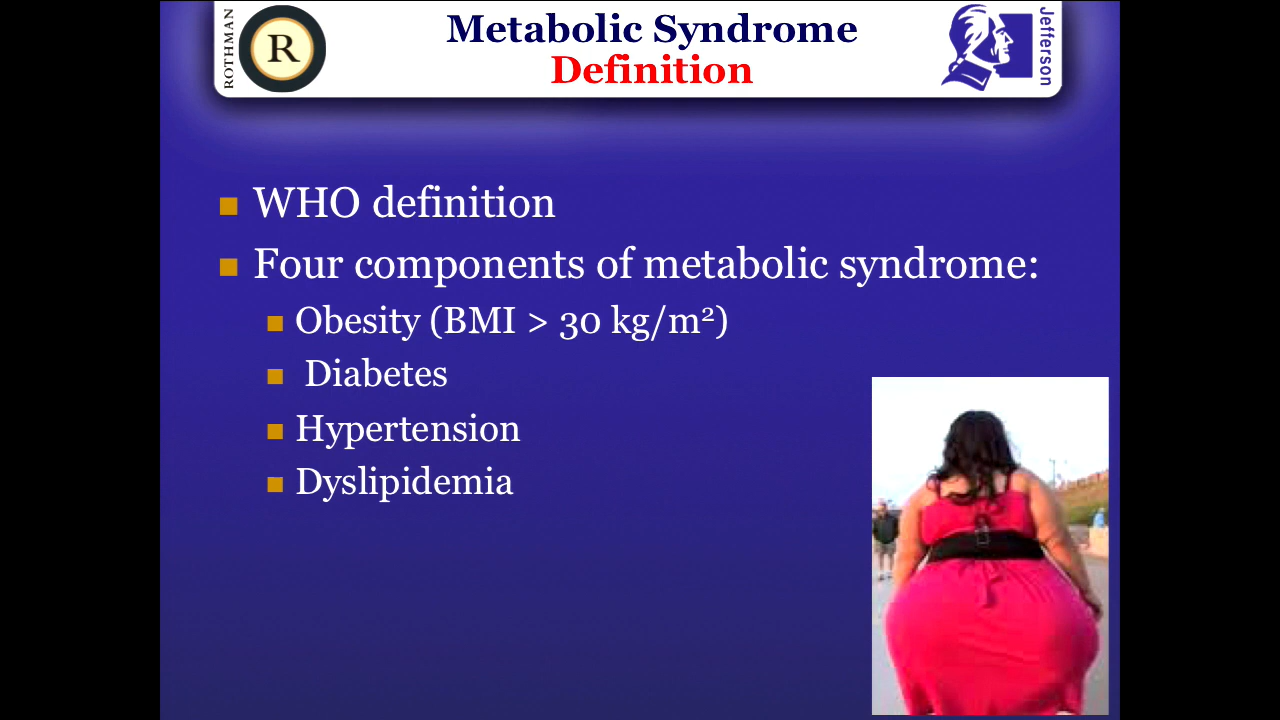 ROTHMAN
R
Metabolic Syndrome
Definition
Jefferson
WHO definition
Four components of metabolic syndrome:
Obesity (BMI > 30 kg/m²)
Diabetes
Hypertension
Dyslipidemia